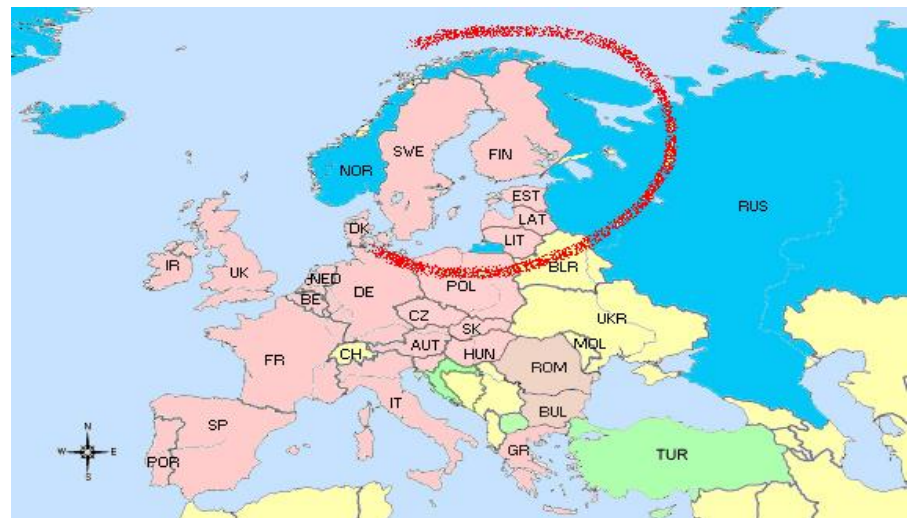 NOR
SWE
FIN
RUS
EST
LAT
DK
LIT
IR
UK
NED
BE
DE
POL
BLR
CZ
SK
UKR
FR
CH
AUT
HUN
MOL
ROM
IT
BUL
SP
POR
GR
TUR
N
W
E
S